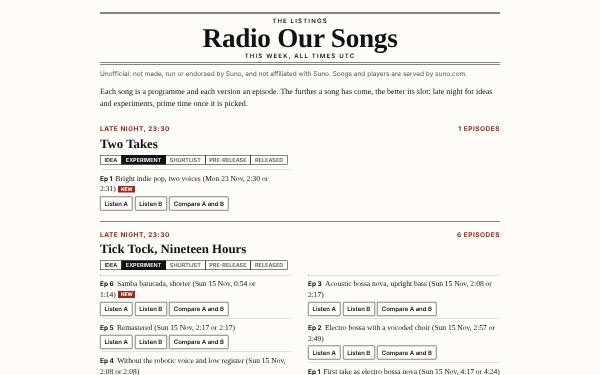 THE LISTINGS
Radio Our Songs
THIS WEEK, ALL TIMES UTC
Unofficial: not made, run or endorsed by Suno, and not affiliated with Suno. Songs and players are served by suno.com.
Each song is a programme and each version an episode. The further a song has come, the better its slot: late night for ideas
and experiments, prime time once it is picked.
LATE NIGHT, 23:30
1 EPISODES
Two Takes
IDEA EXPERIMENT SHORTLIST PRE-RELEASE RELEASED
Ep 1 Bright indie pop, two voices (Mon 23 Nov, 2:30 or
2:31) NEW
Listen A Listen B Compare A and B
LATE NIGHT, 23:30
6 EPISODES
Tick Tock, Nineteen Hours
IDEA EXPERIMENT SHORTLIST PRE-RELEASE RELEASED
Ep 6 Samba batucada, shorter (Sun 15 Nov, 0:54 or
1:14) NEW
Listen A Listen B Compare A and B
Ep 5 Remastered (Sun 15 Nov, 2:17 or 2:17)
Listen A Listen B Compare A and B
Ep 4 Without the robotic voice and low register (Sun 15 Nov,
2:08 or 2:08)
Ep 3 Acoustic bossa nova, upright bass (Sun 15 Nov, 2:08 or
2:17)
Listen A Listen B Compare A and B
Ep 2 Electro bossa with a vocoded choir (Sun 15 Nov, 2:57 or
2:49)
Listen A Listen B Compare A and B
Ep 1 First take as electro bossa nova (Sun 15 Nov, 4:17 or 4:24)